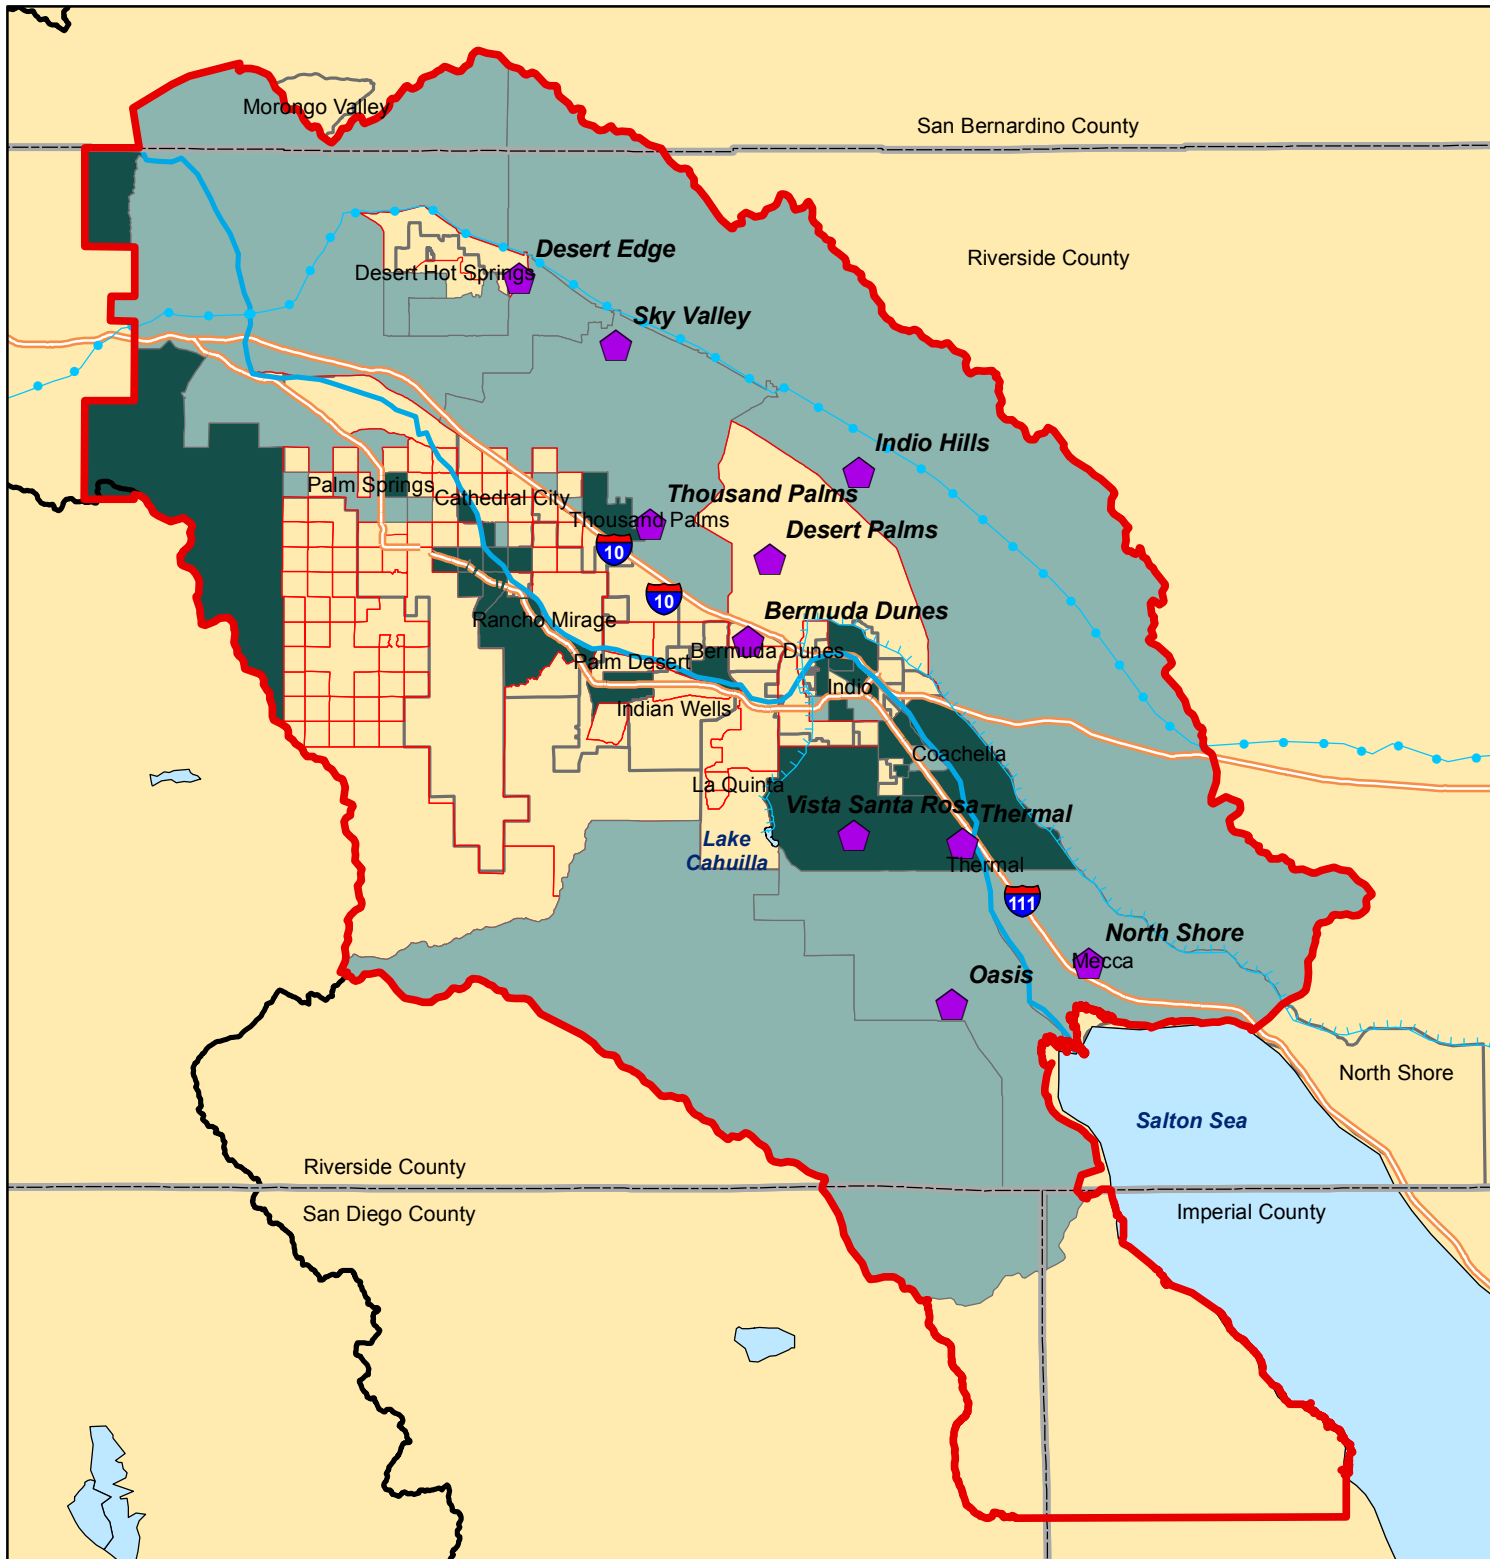 Morongo Valley
San Bernardino County
Desert Edge
Riverside County
Desert Hot Springs
Sky Valley
Indio Hills
Palm Springs
Cathedral City
Thousand Palms
Thousand Palms
Desert Palms
10
10
Bermuda Dunes
Rancho Mirage
Bermuda Dunes
Palm Desert
Indio
Indian Wells
Coachella
La Quinta
Vista Santa Rosa
Thermal
Lake
Cahuilla
Thermal
111
North Shore
Mecca
Oasis
North Shore
Salton Sea
Riverside County
San Diego County
Imperial County